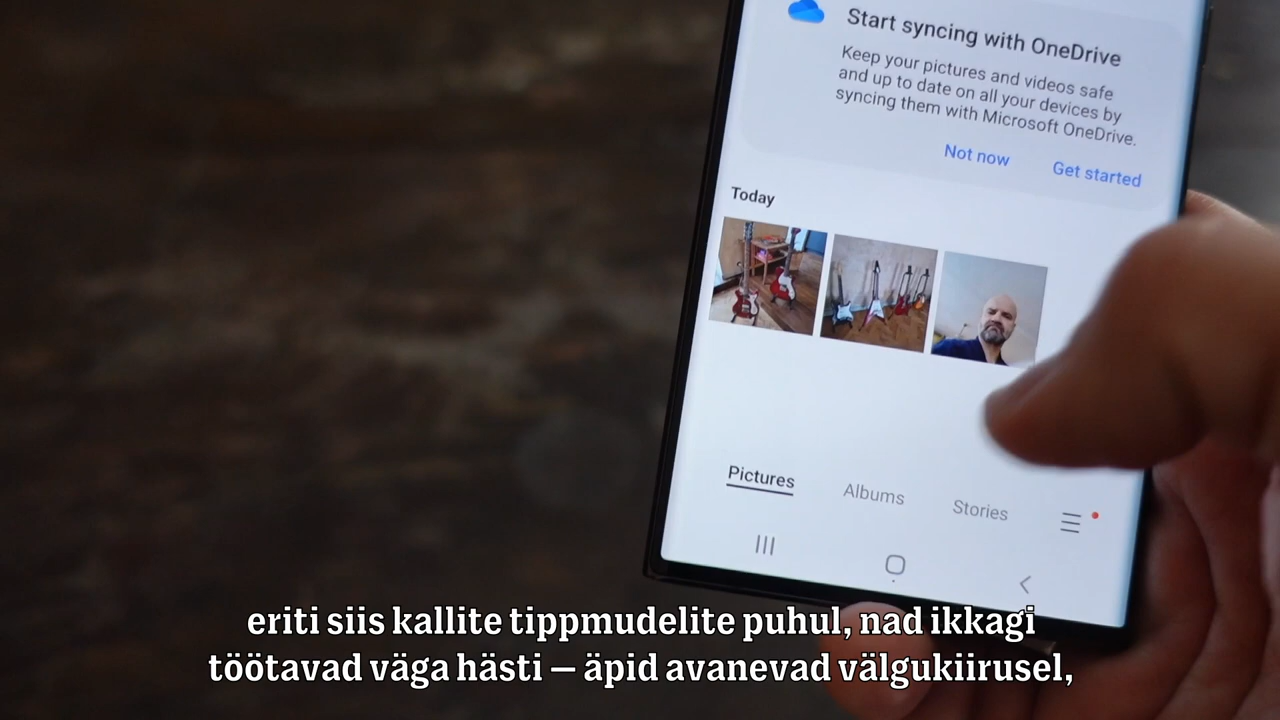 Start syncing with OneDrive
Keep your pictures and videos safe
and up to date on all your devices by
syncing them with Microsoft OneDrive.
Not now Get started
Today
Pictures Albums Stories
eriti siis kallite tippmudelite puhul, nad ikkagi
töötavad väga hästi – äpid avanevad välgukiirusel,